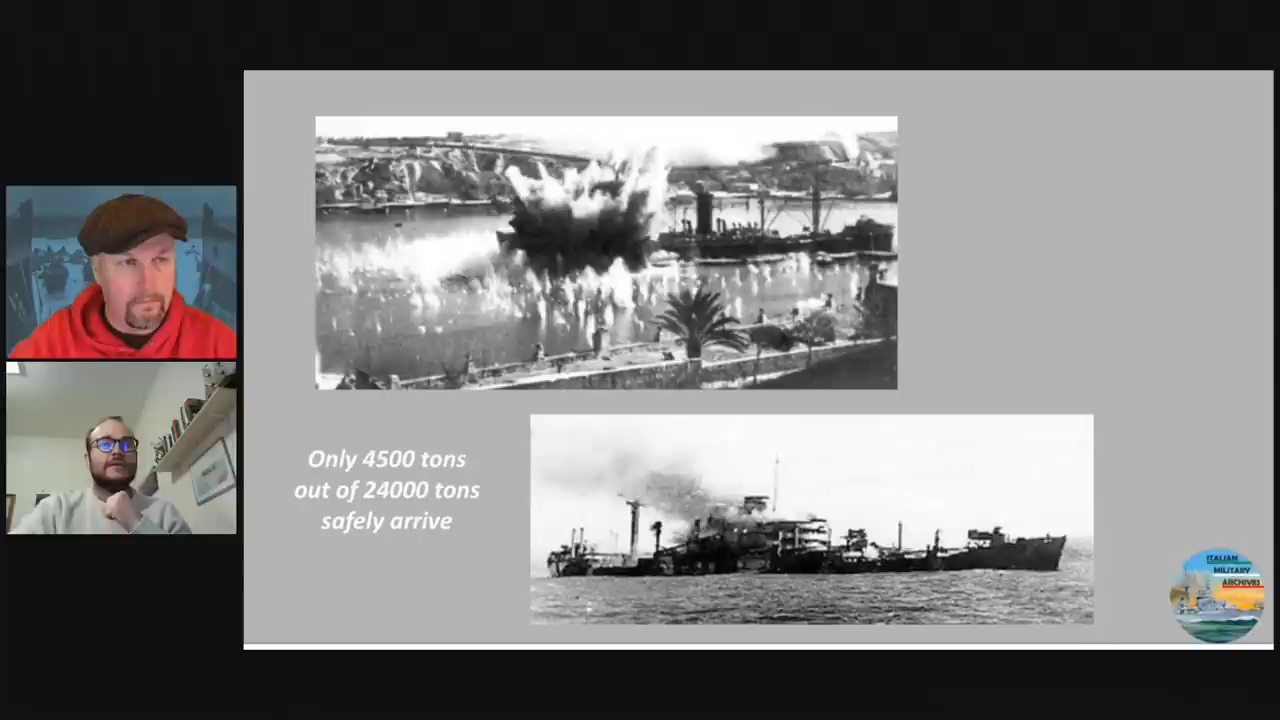 Only 4500 tons
out of 24000 tons
safely arrive
ITALIAN
MILITARY
ARCHIVES